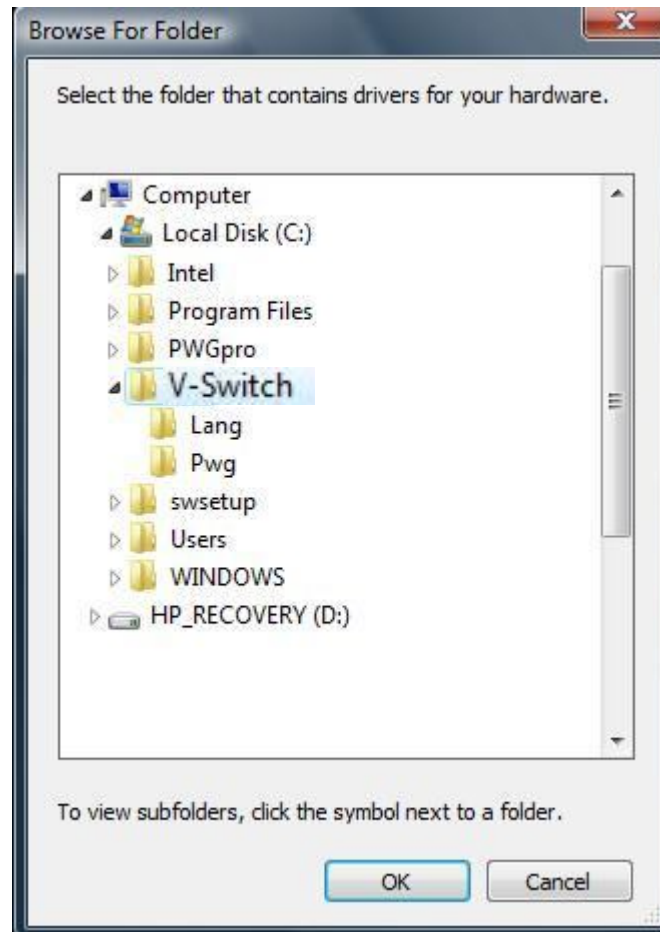 Browse For Folder
Select the folder that contains drivers for your hardware.
Computer
Local Disk (C:)
Intel
Program Files
PWGpro
V-Switch
Lang
Pwg
swsetup
Users
WINDOWS
HP_RECOVERY (D:)
To view subfolders, click the symbol next to a folder.
OK Cancel